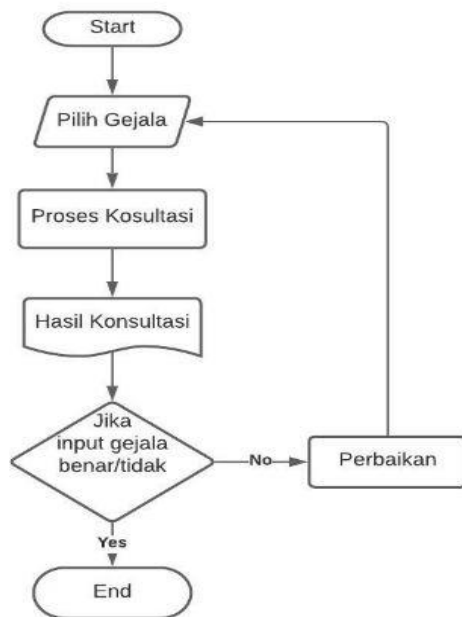 Start
Pilih Gejala
Proses Kosultasi
Hasil Konsultasi
Jika
input gejala
benar/tidak
No
Perbaikan
Yes
End